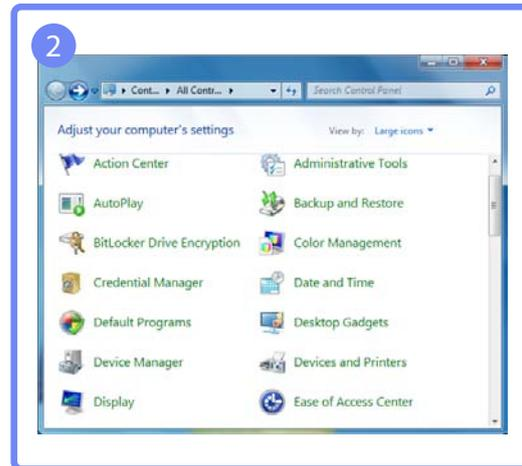 2
Cont... All Contr...
Search Control Panel
Adjust your computer's settings
View by: Large icons
Action Center
Administrative Tools
AutoPlay
Backup and Restore
BitLocker Drive Encryption
Color Management
Credential Manager
Date and Time
Default Programs
Desktop Gadgets
Device Manager
Devices and Printers
Display
Ease of Access Center